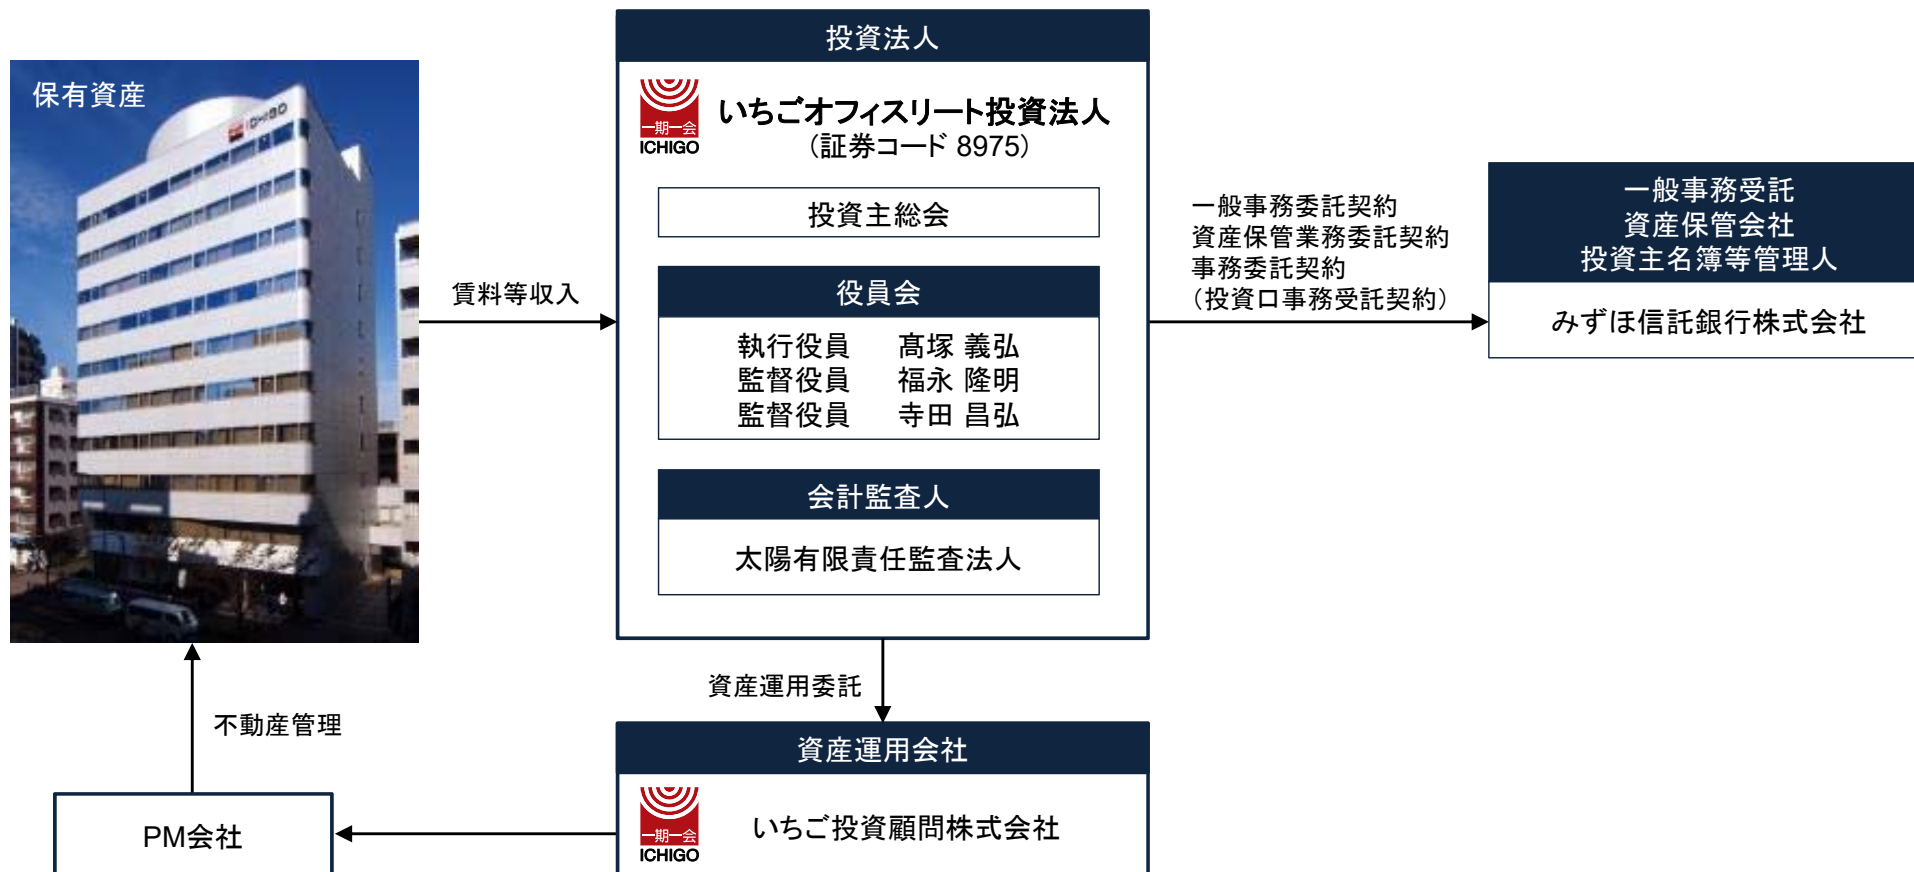 投資法人
保有資産
ICHIGO
一期一会
ICHIGO
いちごオフィスリート投資法人
(証券コード 8975)
投資主総会
役員会
執行役員 髙塚 義弘
監督役員 福永 隆明
監督役員 寺田 昌弘
会計監査人
太陽有限責任監査法人
賃料等収入
一般事務委託契約
資産保管業務委託契約
事務委託契約
(投資口事務受託契約)
一般事務受託
資産保管会社
投資主名簿等管理人
みずほ信託銀行株式会社
資産運用委託
資産運用会社
一期一会
ICHIGO
いちご投資顧問株式会社
不動産管理
PM会社